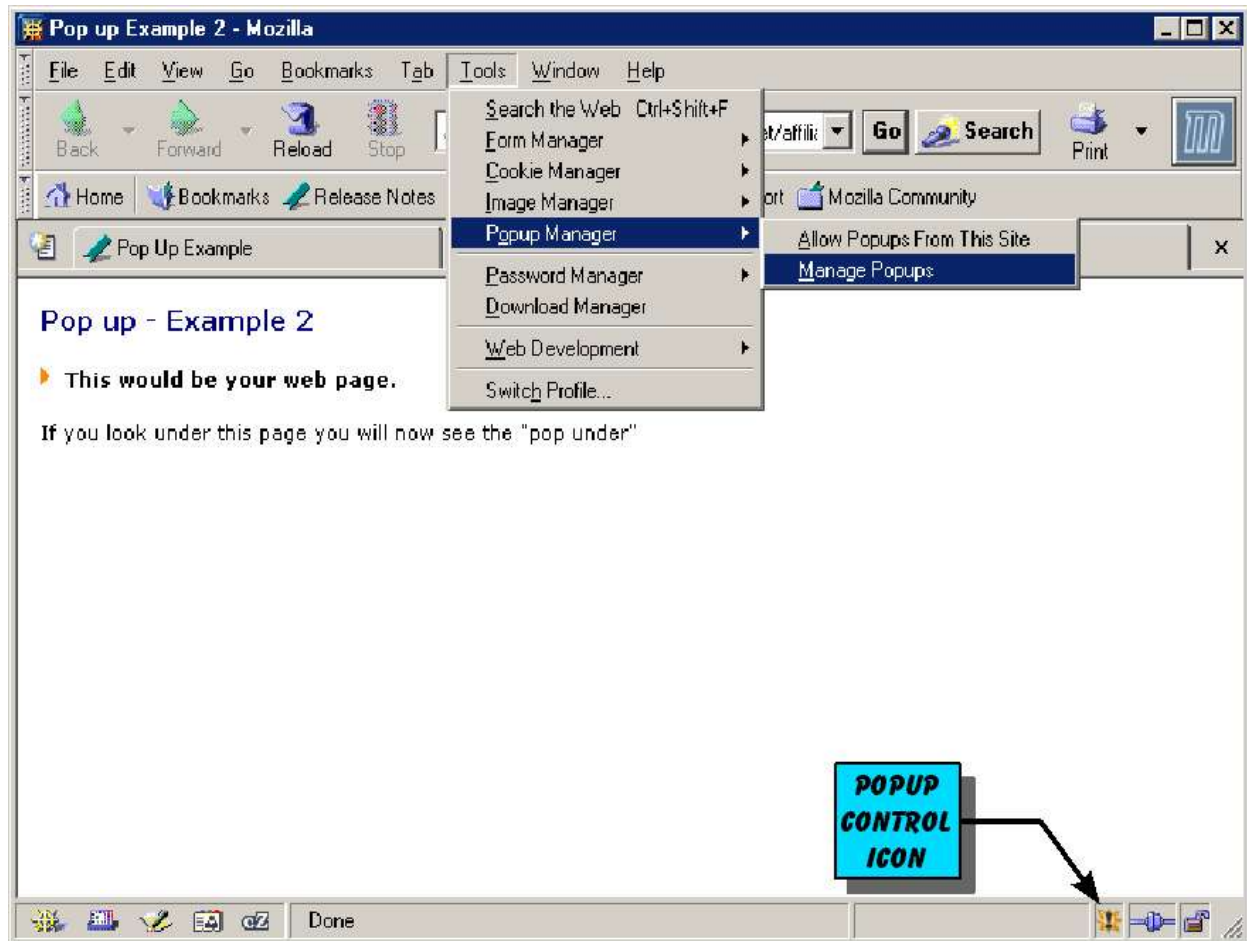 Pop up Example 2 - Mozilla
File Edit View Go Bookmarks Tab Tools Window Help
Back Forward Reload Stop Go Search Print
Home Bookmarks Release Notes Mozilla Community
Pop Up Example
Search the Web Ctrl+Shift+F
Form Manager
Cookie Manager
Image Manager
Popup Manager
Password Manager
Download Manager
Web Development
Switch Profile...
Allow Popups From This Site
Manage Popups
Pop up - Example 2
This would be your web page.
If you look under this page you will now see the "pop under"
POPUP
CONTROL
ICON
Done